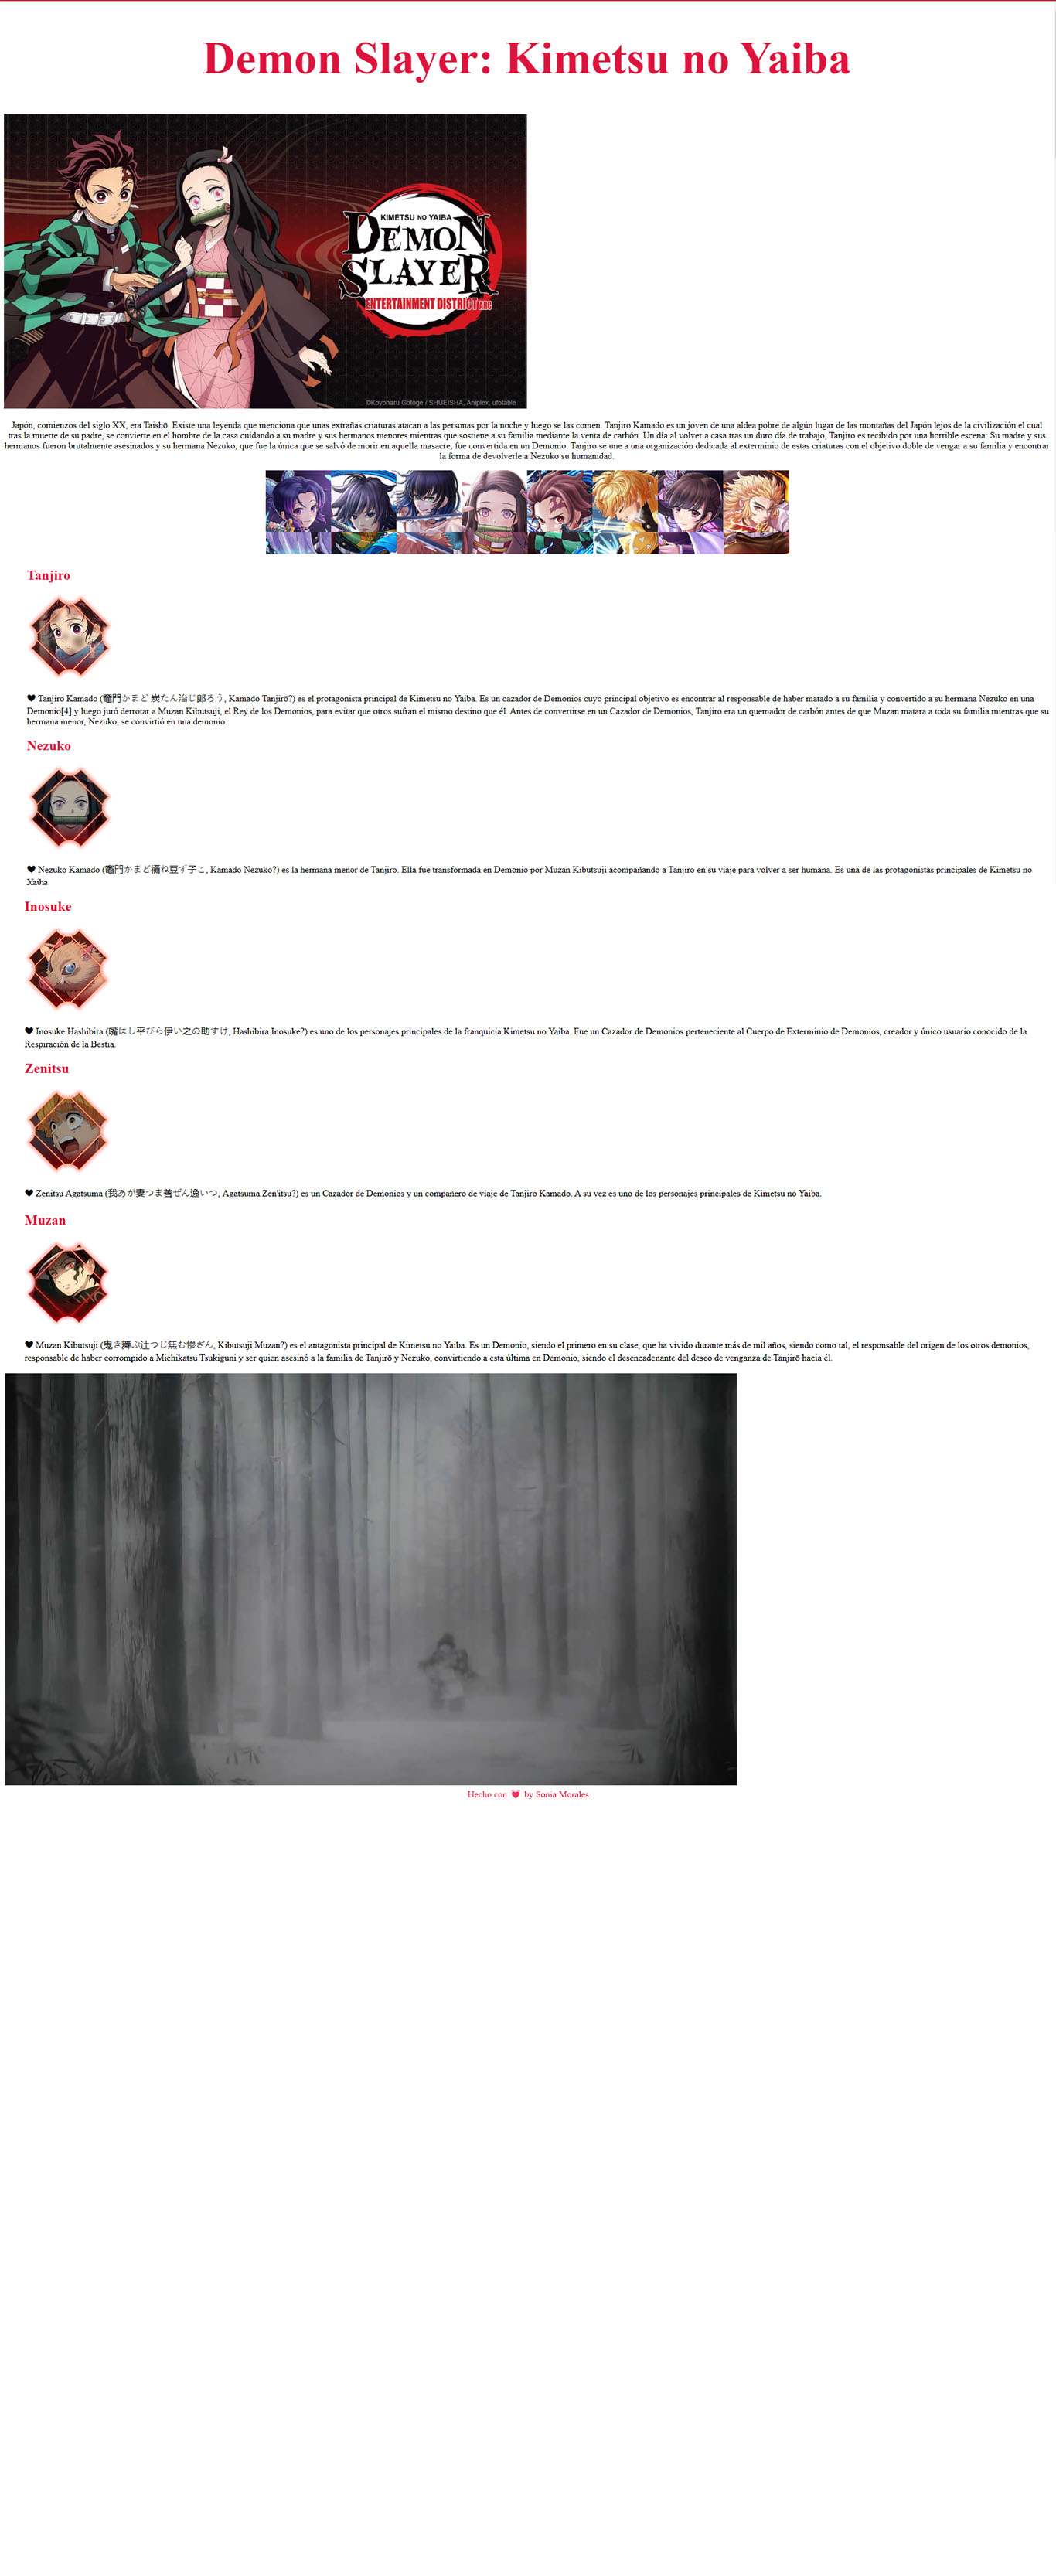 Demon Slayer: Kimetsu no Yaiba
KIMETSU NO YAIBA
DEMON
SLAYER
ENTERTAINMENT DISTRICT ARC
©Koyoharu Gotoge / SHUEISHA, Aniplex, ufotable
Japón, comienzos del siglo XX, era Taishō. Existe una leyenda que menciona que unas extrañas criaturas atacan a las personas por la noche y luego se las comen. Tanjiro Kamado es un joven de una aldea pobre de algún lugar de las montañas del Japón lejos de la civilización el cual
tras la muerte de su padre, se convierte en el hombre de la casa cuidando a su madre y sus hermanos menores mientras que sostiene a su familia mediante la venta de carbón. Un día al volver a casa tras un duro día de trabajo, Tanjiro es recibido por una horrible escena: Su madre y sus
hermanos fueron brutalmente asesinados y su hermana Nezuko, que fue la única que se salvó de morir en aquella masacre, fue convertida en un Demonio. Tanjiro se une a una organización dedicada al exterminio de estas criaturas con el objetivo doble de vengar a su familia y encontrar
la forma de devolverle a Nezuko su humanidad.
Tanjiro
🖤 Tanjiro Kamado (竈門かまど 炭たん治じ郎ろう, Kamado Tanjirō?) es el protagonista principal de Kimetsu no Yaiba. Es un cazador de Demonios cuyo principal objetivo es encontrar al responsable de haber matado a su familia y convertido a su hermana Nezuko en una
Demonio[4] y luego juró derrotar a Muzan Kibutsuji, el Rey de los Demonios, para evitar que otros sufran el mismo destino que él. Antes de convertirse en un Cazador de Demonios, Tanjiro era un quemador de carbón antes de que Muzan matara a toda su familia mientras que su
hermana menor, Nezuko, se convirtió en una demonio.
Nezuko
🖤 Nezuko Kamado (竈門かまど禰ね豆ず子こ, Kamado Nezuko?) es la hermana menor de Tanjiro. Ella fue transformada en Demonio por Muzan Kibutsuji acompañando a Tanjiro en su viaje para volver a ser humana. Es una de las protagonistas principales de Kimetsu no
Yaiba
Inosuke
🖤 Inosuke Hashibira (嘴はし平びら伊い之の助すけ, Hashibira Inosuke?) es uno de los personajes principales de la franquicia Kimetsu no Yaiba. Fue un Cazador de Demonios perteneciente al Cuerpo de Exterminio de Demonios, creador y único usuario conocido de la
Respiración de la Bestia.
Zenitsu
🖤 Zenitsu Agatsuma (我あが妻つま善ぜん逸いつ, Agatsuma Zen'itsu?) es un Cazador de Demonios y un compañero de viaje de Tanjiro Kamado. A su vez es uno de los personajes principales de Kimetsu no Yaiba.
Muzan
🖤 Muzan Kibutsuji (鬼き舞ぶ辻つじ無む惨ざん, Kibutsuji Muzan?) es el antagonista principal de Kimetsu no Yaiba. Es un Demonio, siendo el primero en su clase, que ha vivido durante más de mil años, siendo como tal, el responsable del origen de los otros demonios,
responsable de haber corrompido a Michikatsu Tsukiguni y ser quien asesinó a la familia de Tanjirō y Nezuko, convirtiendo a esta última en Demonio, siendo el desencadenante del deseo de venganza de Tanjirō hacia él.
Hecho con 💓 by Sonia Morales